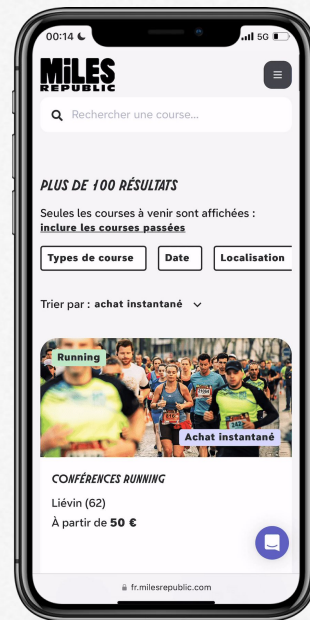 00:14
5G
MiLES
REPUBLIC
Rechercher une course...
PLUS DE 100 RÉSULTATS
Seules les courses à venir sont affichées :
inclure les courses passées
Types de course
Date
Localisation
Trier par : achat instantané
Running
Achat instantané
CONFÉRENCES RUNNING
Liévin (62)
À partir de 50 €
fr.milesrepublic.com